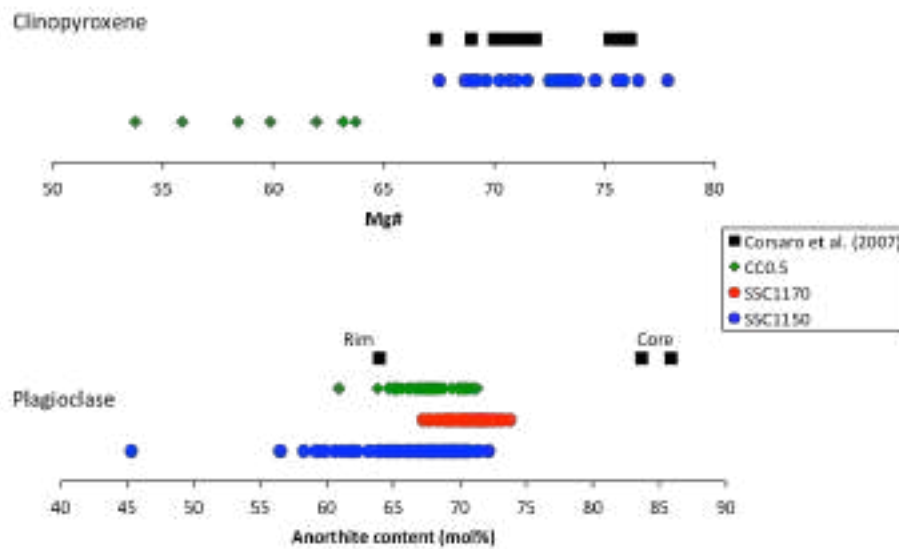 Clinopyroxene
50 55 60 65 70 75 80
Mg#
Corsaro et al. (2007)
CC0.5
SSC1170
SSC1150
Rim Core
Plagioclase
40 45 50 55 60 65 70 75 80 85 90
Anorthite content (mol%)